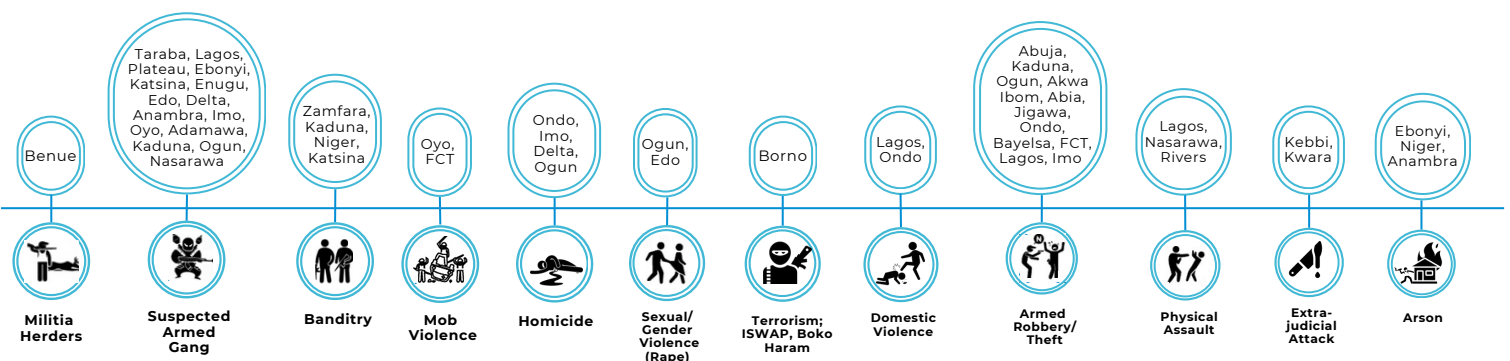 Benue
Taraba, Lagos,
Plateau, Ebonyi,
Katsina, Enugu,
Edo, Delta,
Anambra, Imo,
Oyo, Adamawa,
Kaduna, Ogun,
Nasarawa
Zamfara,
Kaduna,
Niger,
Katsina
Oyo,
FCT
Ondo,
Imo,
Delta,
Ogun
Ogun,
Edo
Borno
Lagos,
Ondo
Abuja,
Kaduna,
Ogun, Akwa
Ibom, Abia,
Jigawa,
Ondo,
Bayelsa, FCT,
Lagos, Imo
Lagos,
Nasarawa,
Rivers
Kebbi,
Kwara
Ebonyi,
Niger,
Anambra
N
Militia
Herders
Suspected
Armed
Gang
Banditry
Mob
Violence
Homicide
Sexual/
Gender
Violence
(Rape)
Terrorism;
ISWAP, Boko
Haram
Domestic
Violence
Armed
Robbery/
Theft
Physical
Assault
Extra-
judicial
Attack
Arson